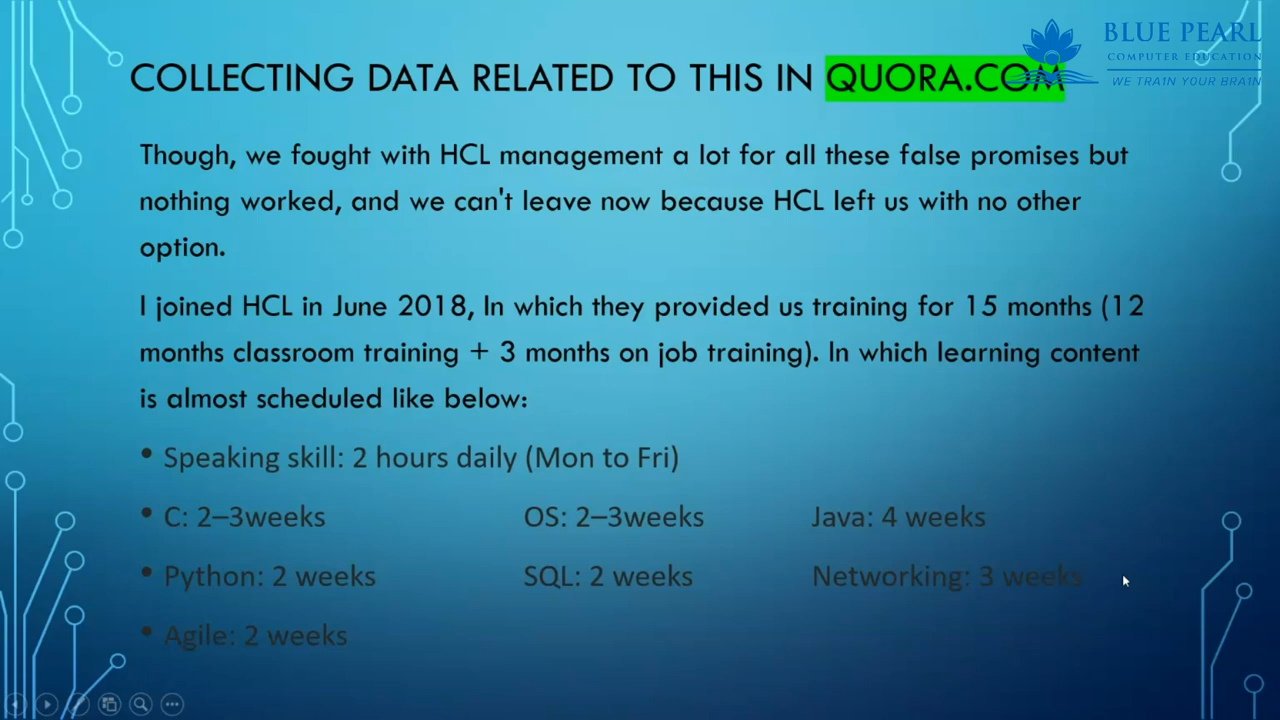 BLUE PEARL
COMPUTER EDUCATION
WE TRAIN YOUR BRAIN
COLLECTING DATA RELATED TO THIS IN QUORA.COM
Though, we fought with HCL management a lot for all these false promises but
nothing worked, and we can't leave now because HCL left us with no other
option.
I joined HCL in June 2018, In which they provided us training for 15 months (12
months classroom training + 3 months on job training). In which learning content
is almost scheduled like below:
• Speaking skill: 2 hours daily (Mon to Fri)
• C: 2–3weeks OS: 2–3weeks Java: 4 weeks
• Python: 2 weeks SQL: 2 weeks Networking: 3 weeks
• Agile: 2 weeks